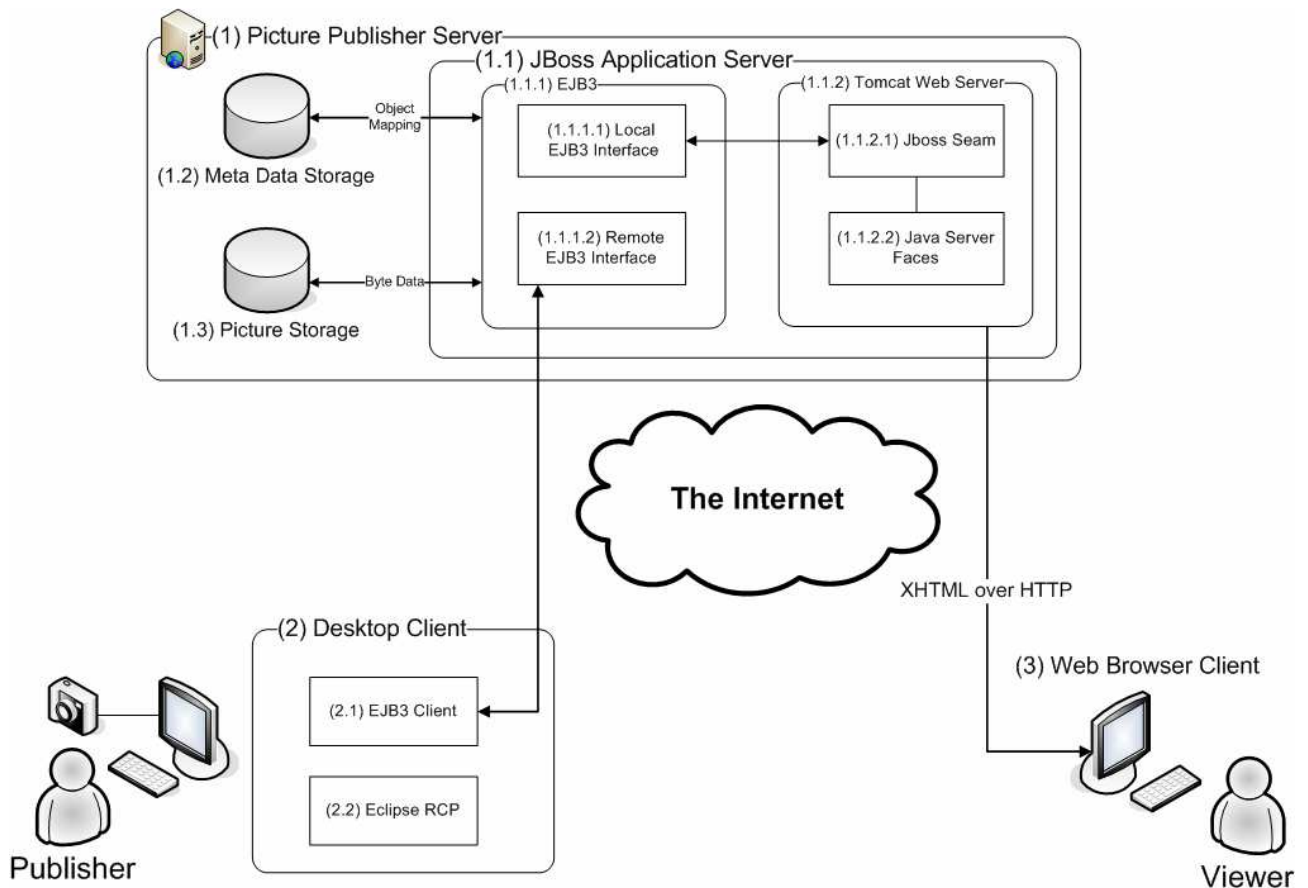 (1) Picture Publisher Server
(1.1) JBoss Application Server
(1.1.1) EJB3
(1.1.2) Tomcat Web Server
Object
Mapping
(1.1.1.1) Local
EJB3 Interface
(1.1.2.1) Jboss Seam
(1.2) Meta Data Storage
(1.1.1.2) Remote
EJB3 Interface
(1.1.2.2) Java Server
Faces
Byte Data
(1.3) Picture Storage
The Internet
XHTML over HTTP
(2) Desktop Client
(3) Web Browser Client
(2.1) EJB3 Client
(2.2) Eclipse RCP
Publisher
Viewer